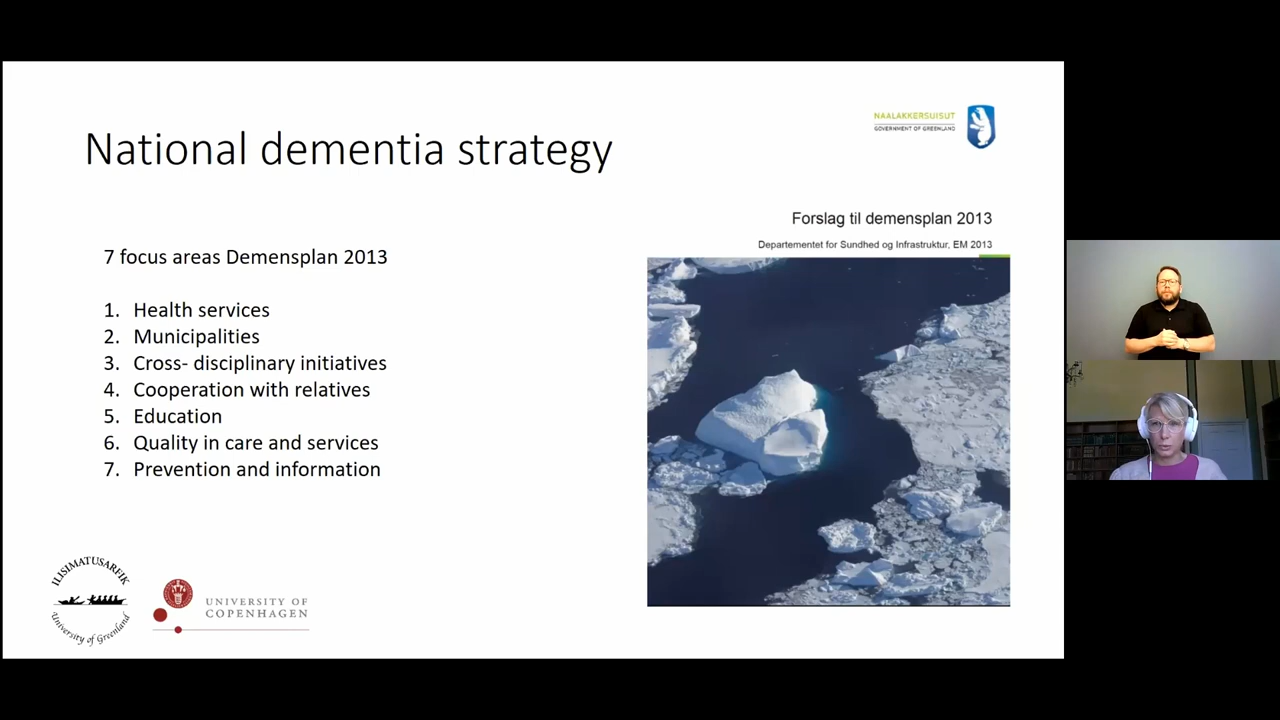 National dementia strategy
NAALAKKERSUISUT
GOVERNMENT OF GREENLAND
Forslag til demensplan 2013
Departementet for Sundhed og Infrastruktur, EM 2013
7 focus areas Demensplan 2013
1. Health services
2. Municipalities
3. Cross- disciplinary initiatives
4. Cooperation with relatives
5. Education
6. Quality in care and services
7. Prevention and information
ILISIMATUSARFIK
University of Greenland
UNIVERSITY OF
COPENHAGEN